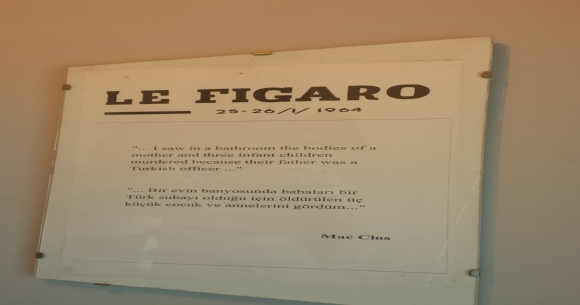 LE FIGARO
25-26/1/1964
"... I saw in a bathroom the bodies of a
mother and three infant children
murdered because their father was a
Turkish officer ..."
"... Bir evin banyosunda babaları bir
Türk subayı olduğu için öldürülen üç
küçük cocuk ve annelerini gördüm..."
Mac Clos